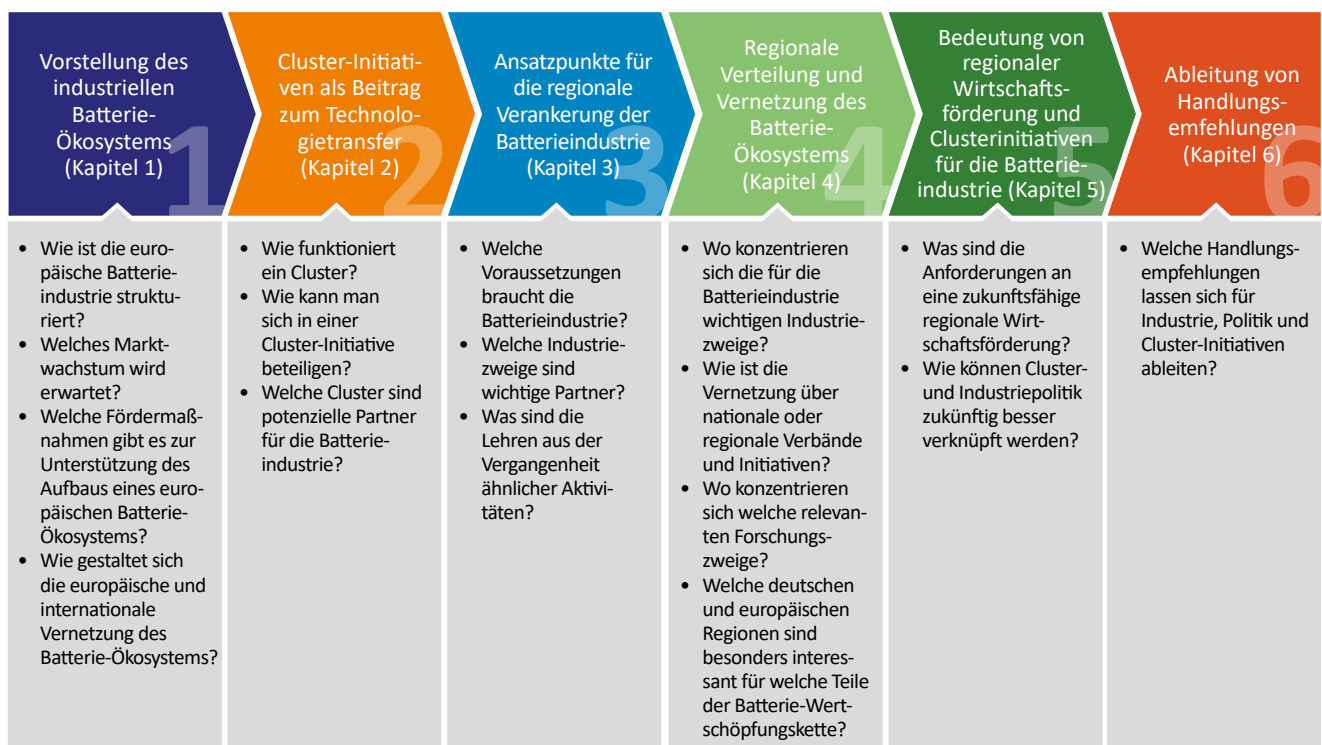 Vorstellung des
industriellen
Batterie-
Ökosystems
(Kapitel 1)
1
Cluster-Initiati-
ven als Beitrag
zum Technolo-
gietransfer
(Kapitel 2)
2
Ansatzpunkte für
die regionale
Verankerung der
Batterieindustrie
(Kapitel 3)
3
Regionale
Verteilung und
Vernetzung des
Batterie-
Ökosystems
(Kapitel 4)
4
Bedeutung von
regionaler
Wirtschafts-
förderung und
Clusterinitiativen
für die Batterie-
industrie (Kapitel 5)
5
Ableitung von
Handlungs-
emfehlungen
(Kapitel 6)
6
• Wie ist die euro-
päische Batterie-
industrie struktu-
riert?
• Welches Markt-
wachstum wird
erwartet?
• Welche Fördermaß-
nahmen gibt es zur
Unterstützung des
Aufbaus eines euro-
päischen Batterie-
Ökosystems?
• Wie gestaltet sich
die europäische und
internationale
Vernetzung des
Batterie-Ökosystems?
• Wie funktioniert
ein Cluster?
• Wie kann man
sich in einer
Cluster-Initiative
beteiligen?
• Welche Cluster sind
potenzielle Partner
für die Batterie-
industrie?
• Welche
Voraussetzungen
braucht die
Batterieindustrie?
• Welche Industrie-
zweige sind
wichtige Partner?
• Was sind die
Lehren aus der
Vergangenheit
ähnlicher Aktivi-
täten?
• Wo konzentrieren
sich die für die
Batterieindustrie
wichtigen Industrie-
zweige?
• Wie ist die
Vernetzung über
nationale oder
regionale Verbände
und Initiativen?
• Wo konzentrieren
sich welche relevan-
ten Forschungs-
zweige?
• Welche deutschen
und europäischen
Regionen sind
besonders interes-
sant für welche Teile
der Batterie-Wert-
schöpfungskette?
• Was sind die
Anforderungen an
eine zukunftsfähige
regionale Wirt-
schaftsförderung?
• Wie können Cluster-
und Industriepolitik
zukünftig besser
verknüpft werden?
• Welche Handlungs-
empfehlungen
lassen sich für
Industrie, Politik und
Cluster-Initiativen
ableiten?